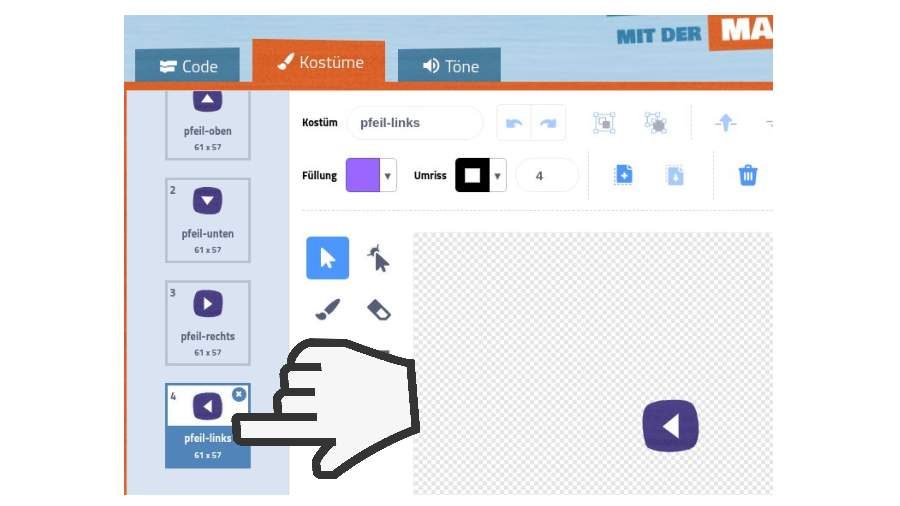 MIT DER MA
Code Kostüme Töne
pfeil-oben
61 x 57
2
pfeil-unten
61 x 57
3
pfeil-rechts
61 x 57
4
pfeil-links
61 x 57
Kostüm pfeil-links
Füllung Umriss 4